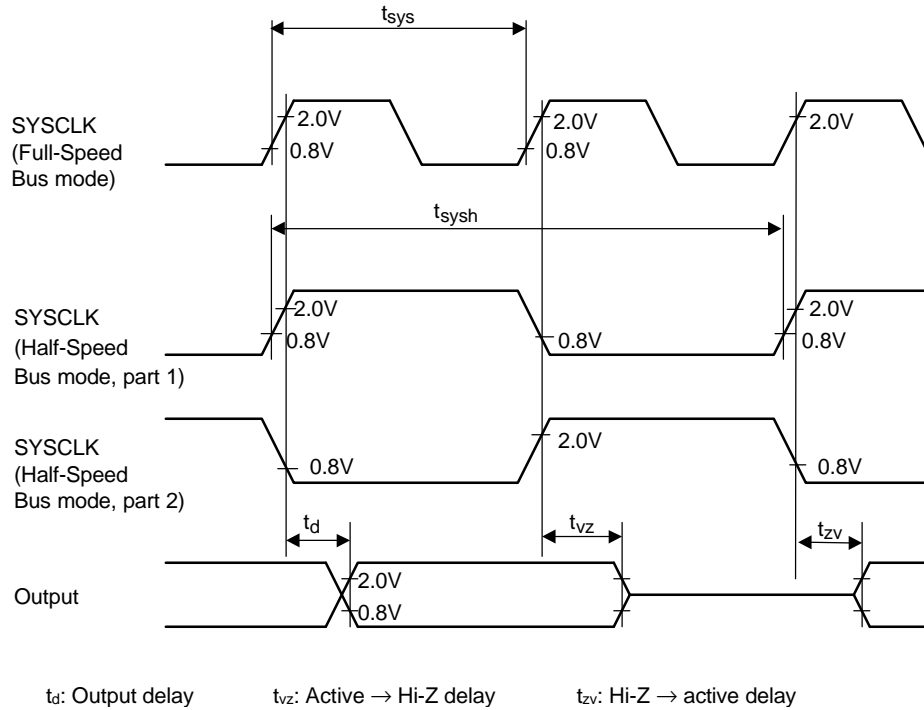 tsys
SYSCLK
(Full-Speed
Bus mode)
2.0V
0.8V
2.0V
0.8V
2.0V
tsysh
SYSCLK
(Half-Speed
Bus mode, part 1)
2.0V
0.8V
0.8V
2.0V
0.8V
SYSCLK
(Half-Speed
Bus mode, part 2)
0.8V
2.0V
0.8V
td
tvz
tzv
Output
2.0V
0.8V
td: Output delay
tvz: Active → Hi-Z delay
tzv: Hi-Z → active delay